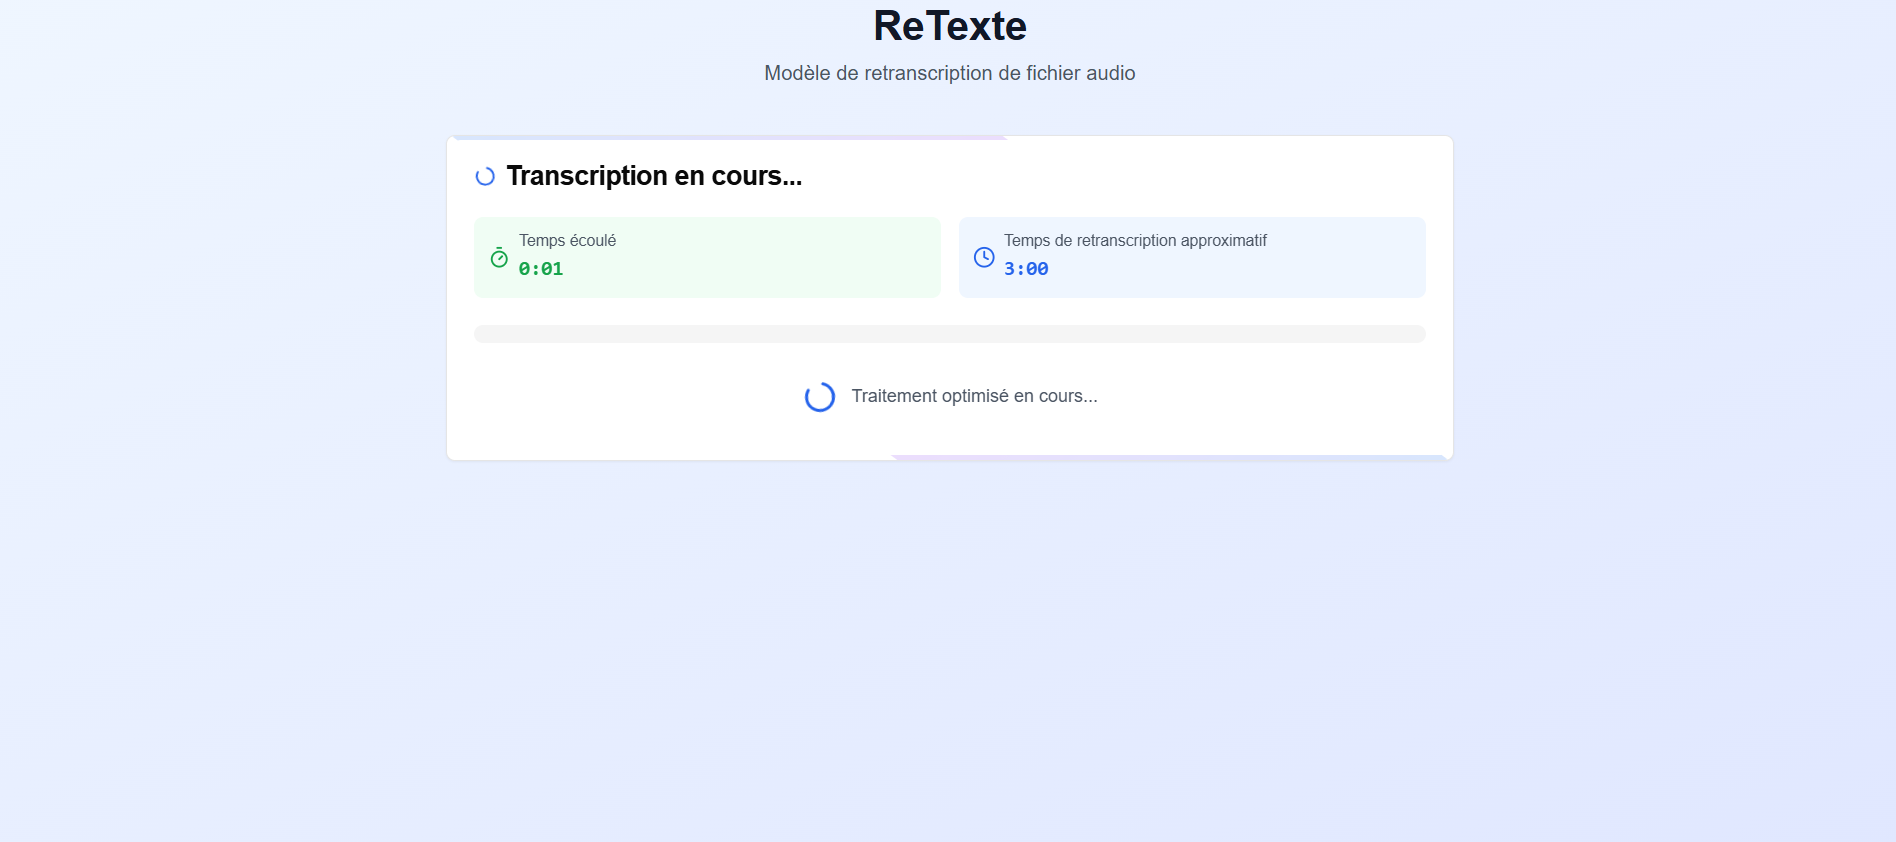 ReTexte
Modèle de retranscription de fichier audio
Transcription en cours...
Temps écoulé
0:01
Temps de retranscription approximatif
3:00
Traitement optimisé en cours...